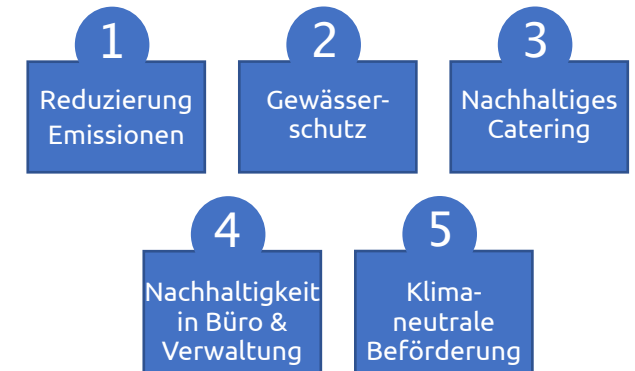 1
Reduzierung
Emissionen
2
Gewässer-
schutz
3
Nachhaltiges
Catering
4
Nachhaltigkeit
in Büro &
Verwaltung
5
Klima-
neutrale
Beförderung